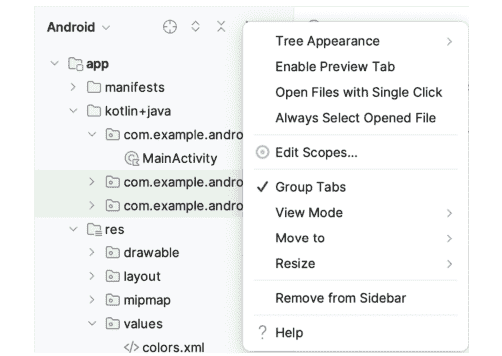 Android
app
manifests
kotlin+java
com.example.andro
MainActivity
com.example.andro
com.example.andro
res
drawable
layout
mipmap
values
</> colors.xml
Tree Appearance
Enable Preview Tab
Open Files with Single Click
Always Select Opened File
Edit Scopes...
Group Tabs
View Mode
Move to
Resize
Remove from Sidebar
? Help